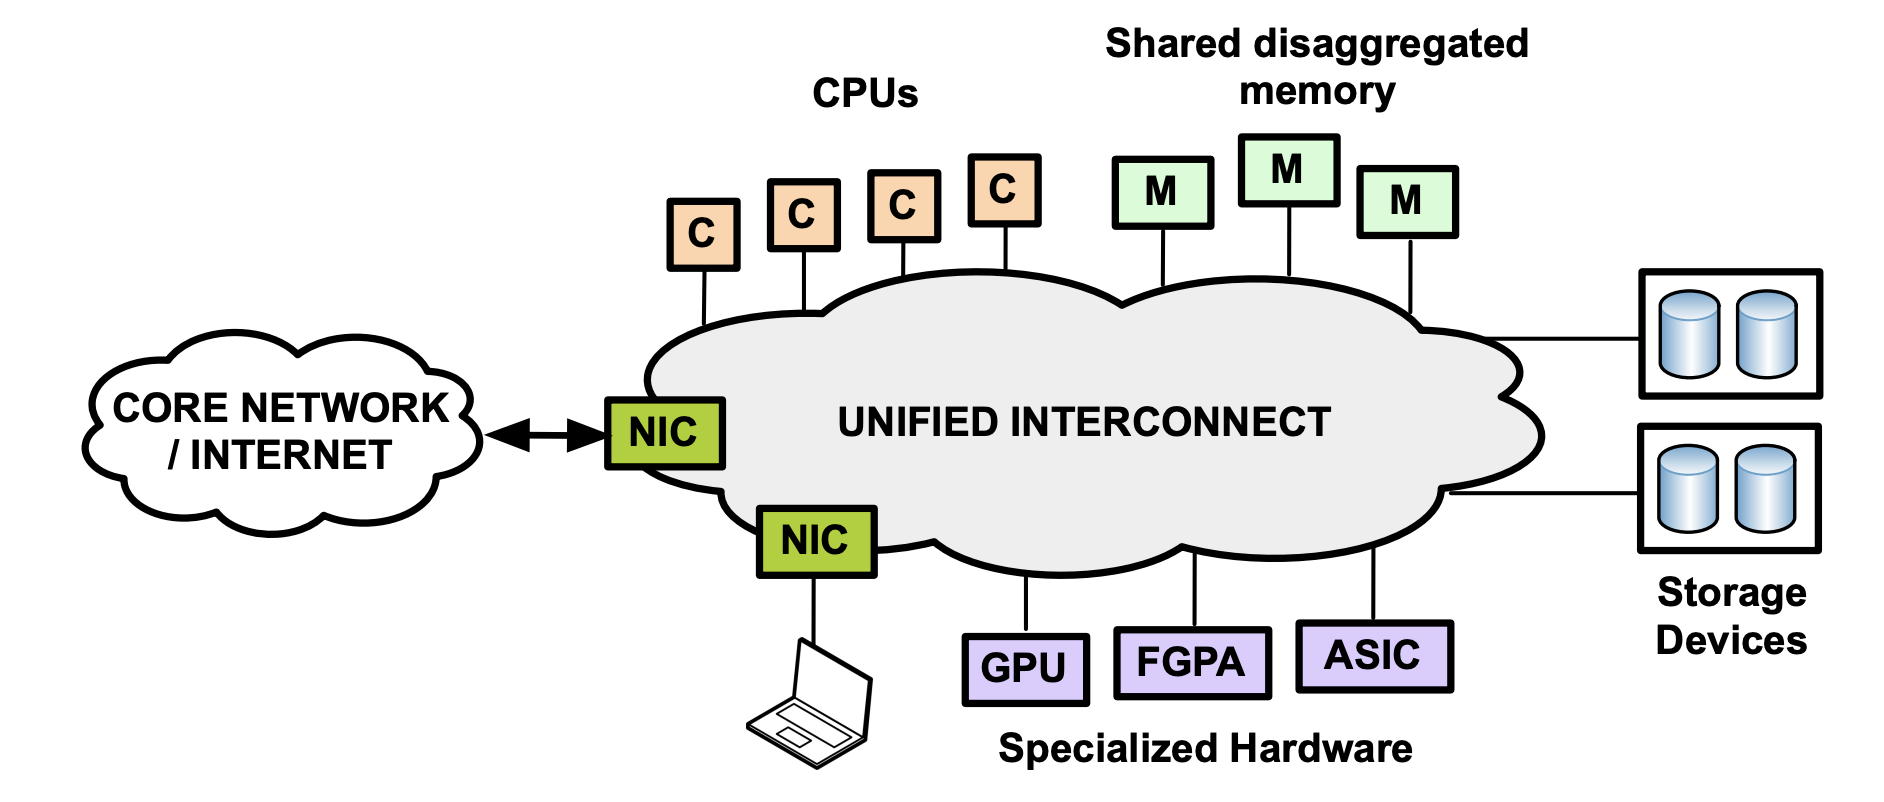 Shared disaggregated
memory
CPUs
C
C
C
C
M
M
M
CORE NETWORK
/ INTERNET
NIC
UNIFIED INTERCONNECT
NIC
GPU
FGPA
ASIC
Storage
Devices
Specialized Hardware